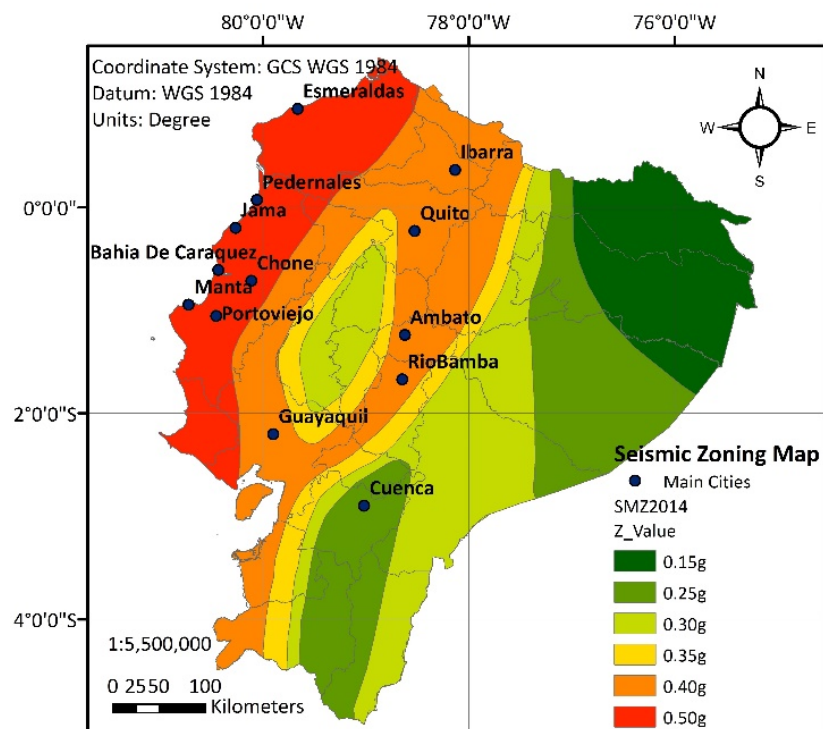 80°0'0"W 78°0'0"W 76°0'0"W
Coordinate System: GCS WGS 1984
Datum: WGS 1984
Units: Degree
Esmeraldas
N
W E
S
Ibarra
Pedernales
0°0'0"
Jama
Quito
Bahia De Caraquez
Chone
Manta
Portoviejo
Ambato
RioBamba
2°0'0"S
Guayaquil
Cuenca
4°0'0"S
1:5,500,000
0 2550 100
Kilometers
Seismic Zoning Map
Main Cities
SMZ2014
Z_Value
0.15g
0.25g
0.30g
0.35g
0.40g
0.50g